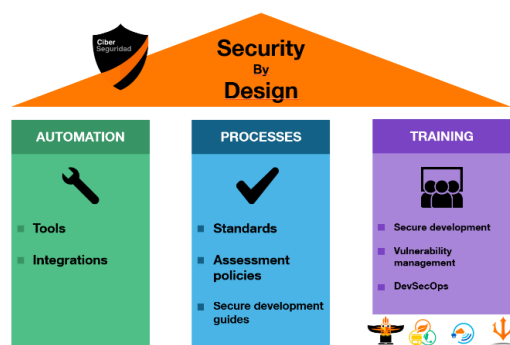 Ciber
Seguridad
Security
By
Design
AUTOMATION
Tools
Integrations
PROCESSES
Standards
Assessment
policies
Secure development
guides
TRAINING
Secure development
Vulnerability
management
DevSecOps